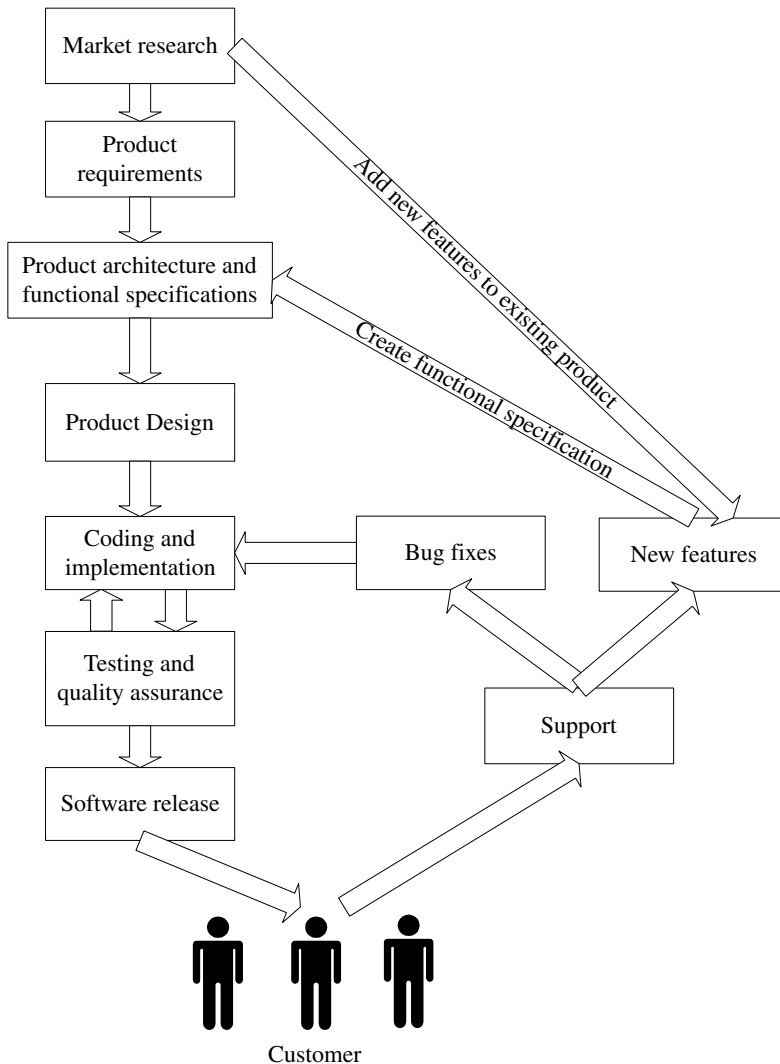 Market research
Product
requirements
Add new features to existing product
Product architecture and
functional specifications
Create functional specification
Product Design
Coding and
implementation
Bug fixes
New features
Testing and
quality assurance
Support
Software release
Customer